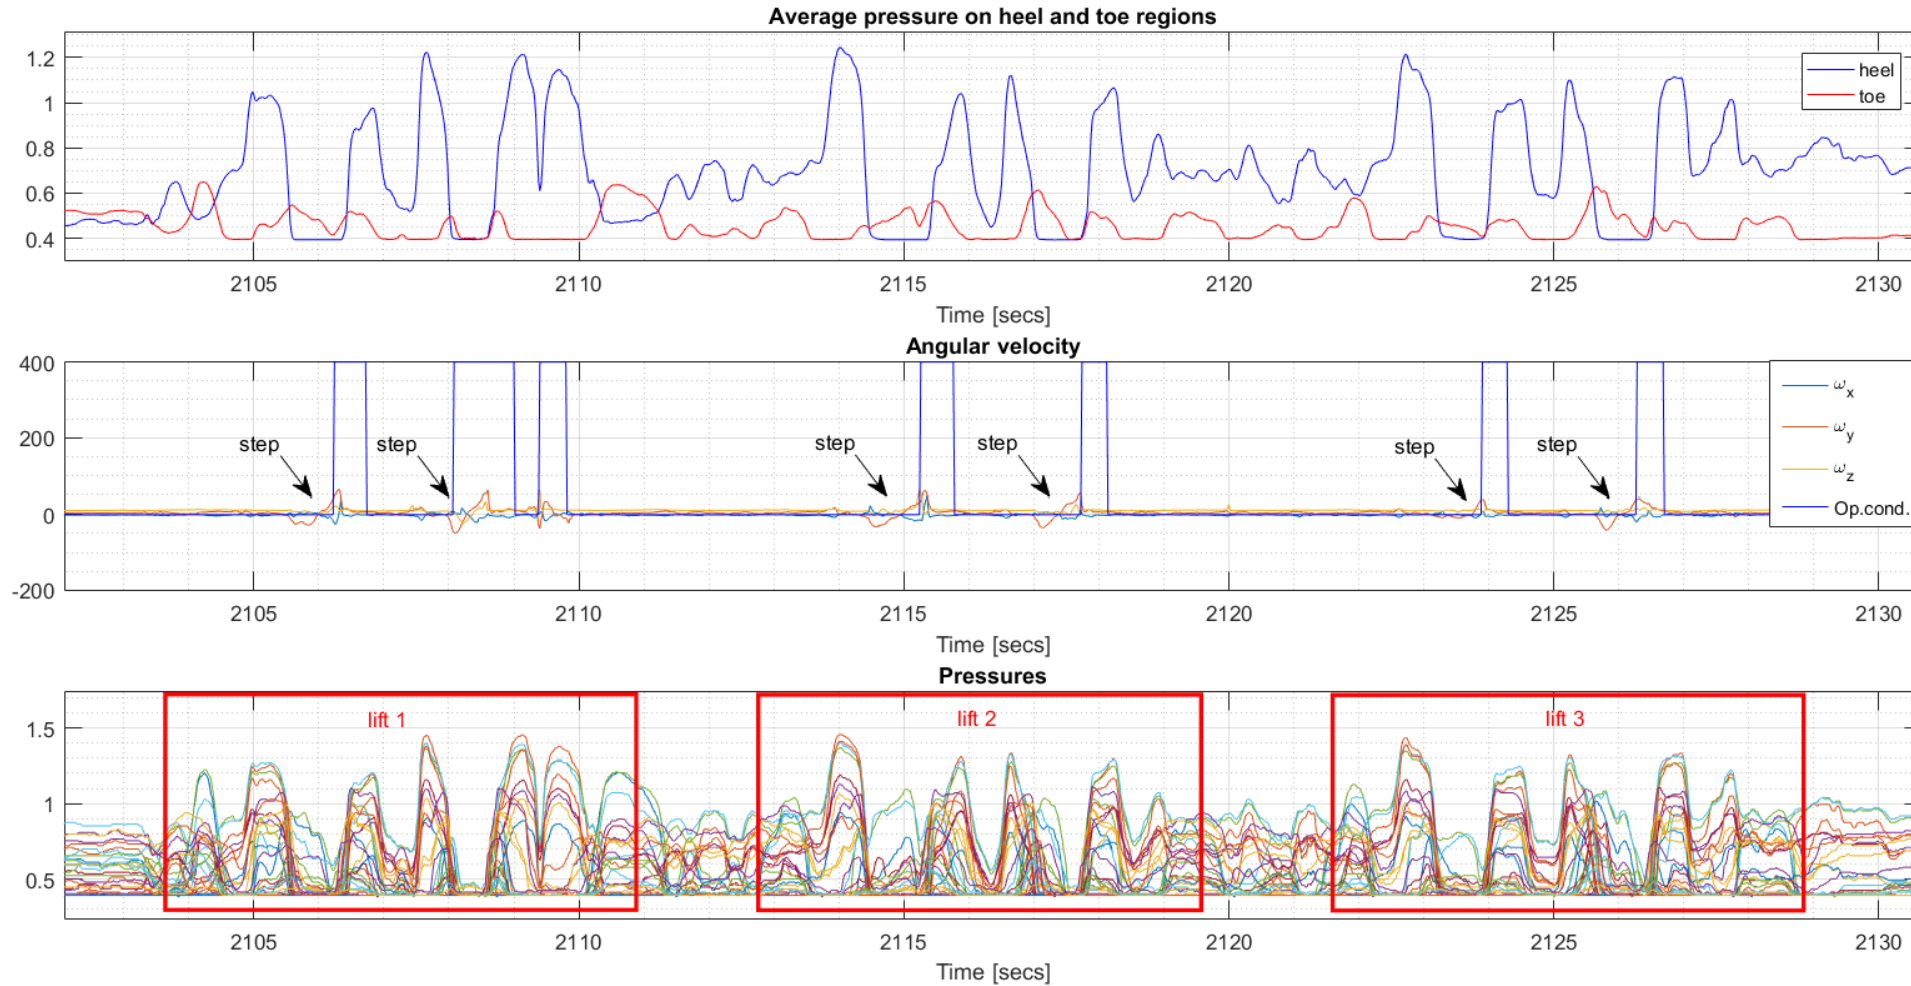 Average pressure on heel and toe regions
1.2
1
0.8
0.6
0.4
heel
toe
2105 2110 2115 2120 2125 2130
Time [secs]
Angular velocity
400
200
0
-200
step step step step step step
ω_x
ω_y
ω_z
Op.cond.
2105 2110 2115 2120 2125 2130
Time [secs]
Pressures
1.5
1
0.5
lift 1 lift 2 lift 3
2105 2110 2115 2120 2125 2130
Time [secs]